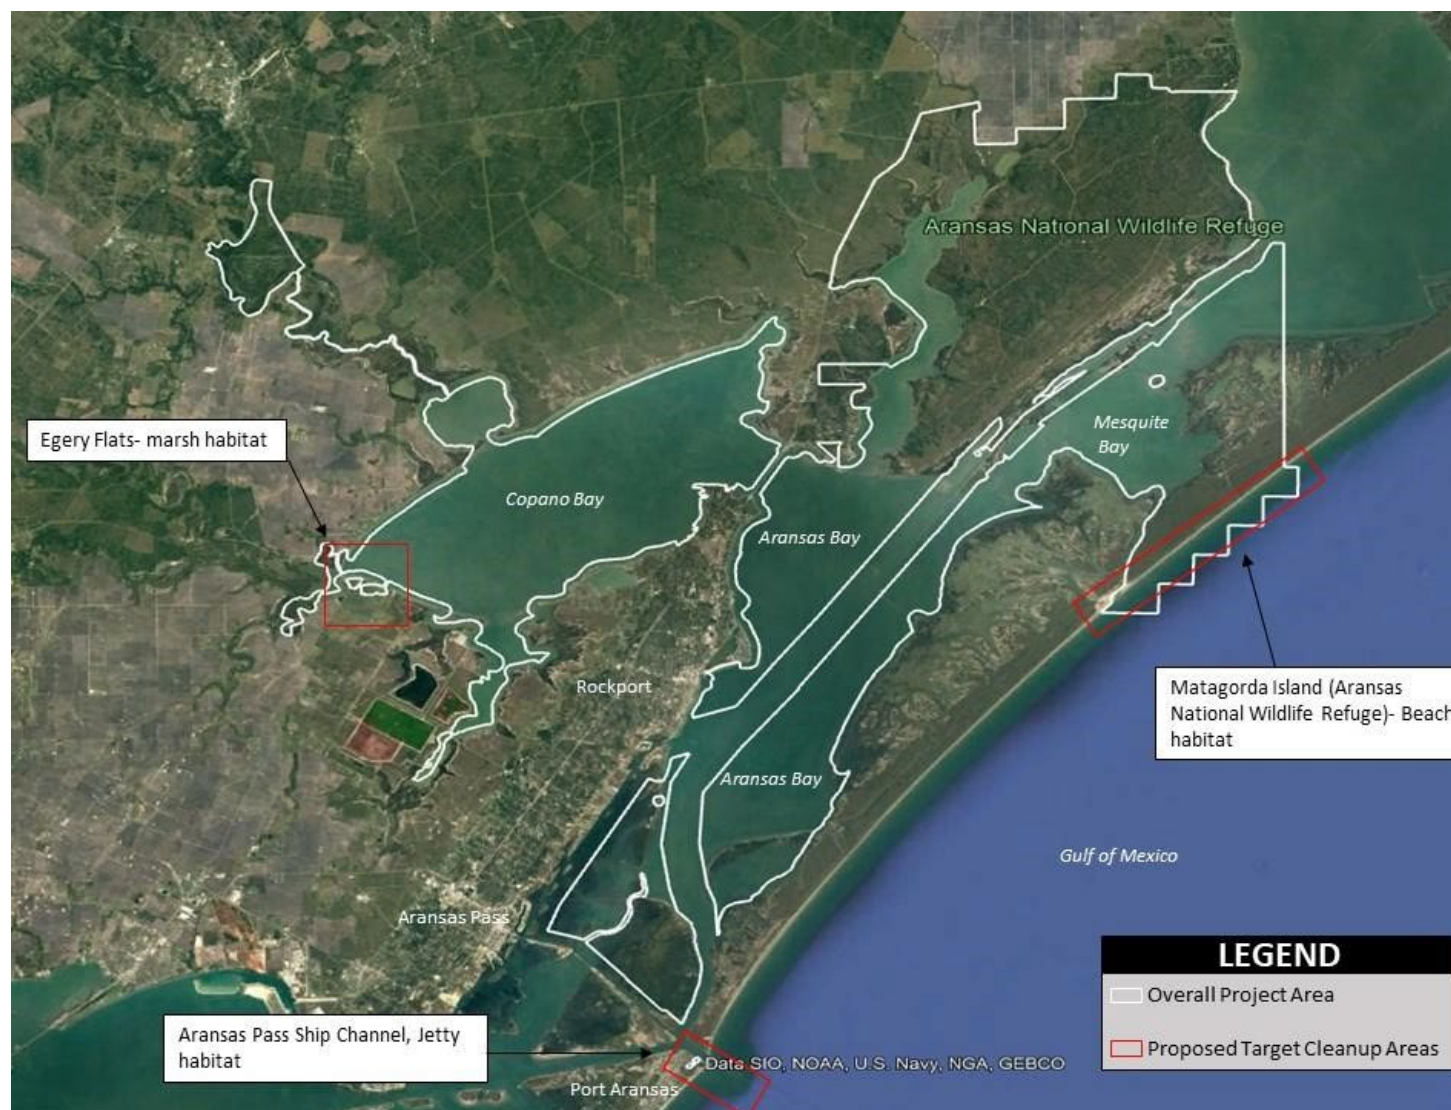 Aransas National Wildlife Refuge
Egery Flats- marsh habitat
Mesquite
Bay
Copano Bay
Aransas Bay
Rockport
Matagorda Island (Aransas
National Wildlife Refuge)- Beach
habitat
Aransas Bay
Gulf of Mexico
Aransas Pass
LEGEND
Overall Project Area
Proposed Target Cleanup Areas
Aransas Pass Ship Channel, Jetty
habitat
Data SIO, NOAA, U.S. Navy, NGA, GEBCO
Port Aransas